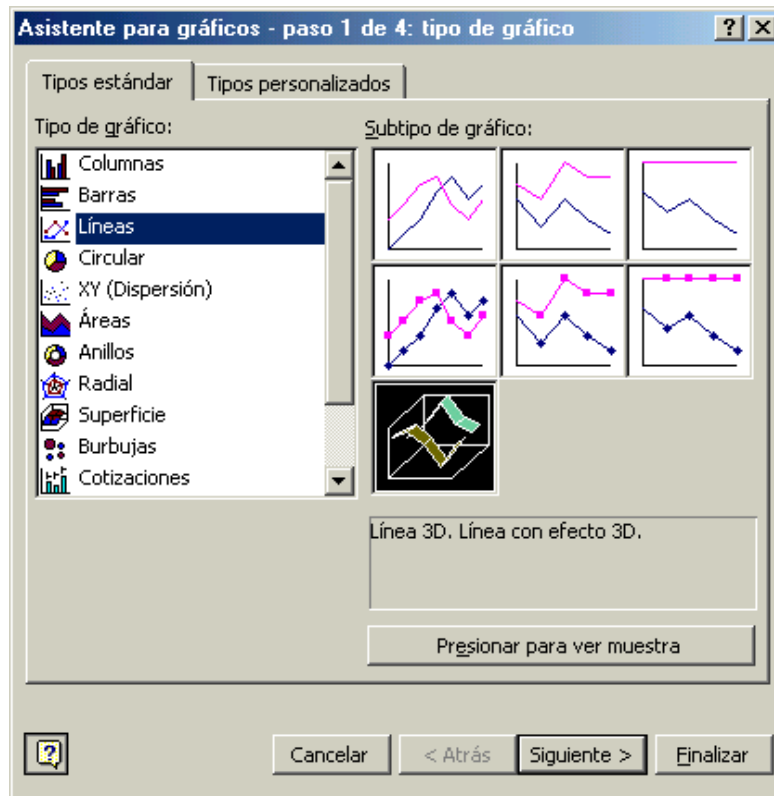 Asistente para gráficos - paso 1 de 4: tipo de gráfico
Tipos estándar
Tipos personalizados
Tipo de gráfico:
Columnas
Barras
Líneas
Circular
XY (Dispersión)
Áreas
Anillos
Radial
Superficie
Burbujas
Cotizaciones
Subtipo de gráfico:
Línea 3D. Línea con efecto 3D.
Presionar para ver muestra
Cancelar
< Atrás
Siguiente >
Finalizar